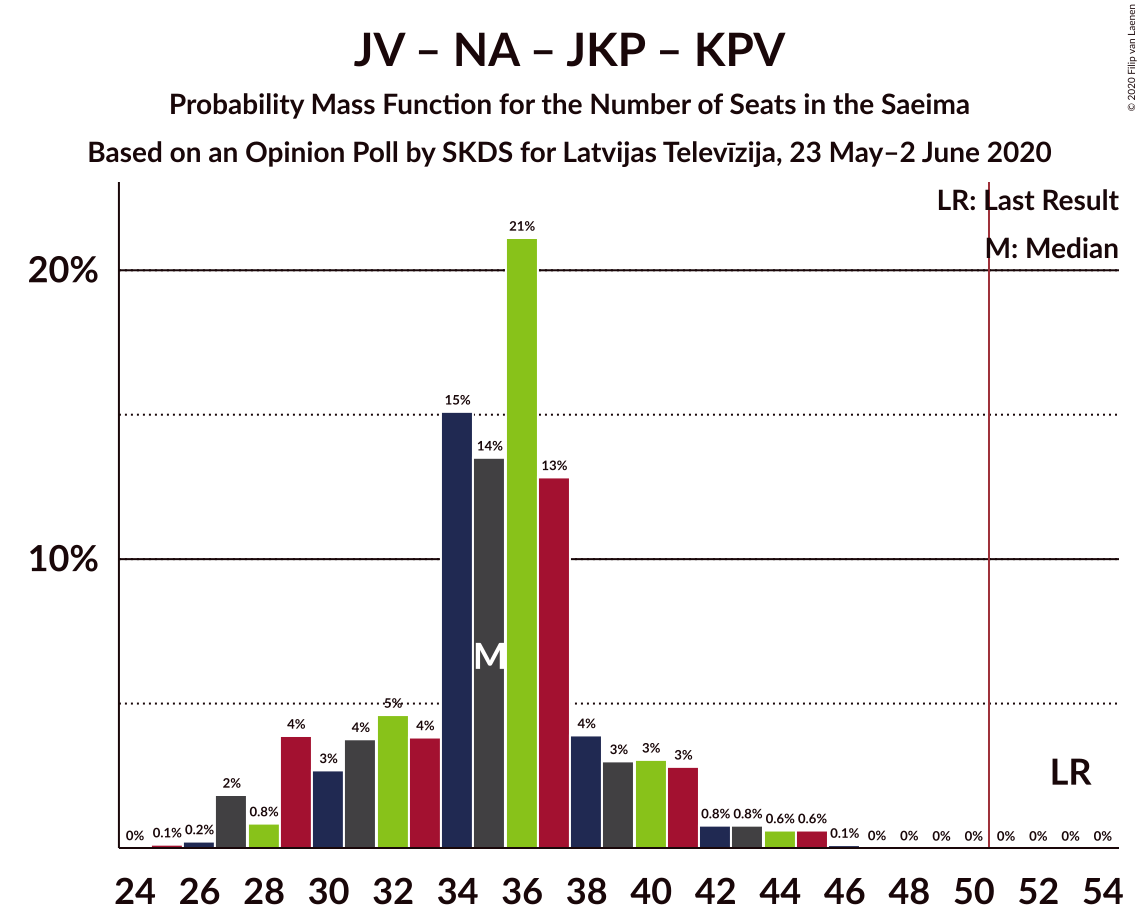 JV – NA – JKP – KPV
Probability Mass Function for the Number of Seats in the Saeima
Based on an Opinion Poll by SKDS for Latvijas Televīzija, 23 May–2 June 2020
© 2020 Filip van Laenen
LR: Last Result
M: Median
20%
10%
0% 0.1% 0.2% 2% 0.8% 4% 3% 4% 5% 4% 15% 14% 21% 13% 4% 3% 3% 3% 0.8% 0.8% 0.6% 0.6% 0.1% 0% 0% 0% 0% 0% 0% 0% 0%
M
LR
24 26 28 30 32 34 36 38 40 42 44 46 48 50 52 54